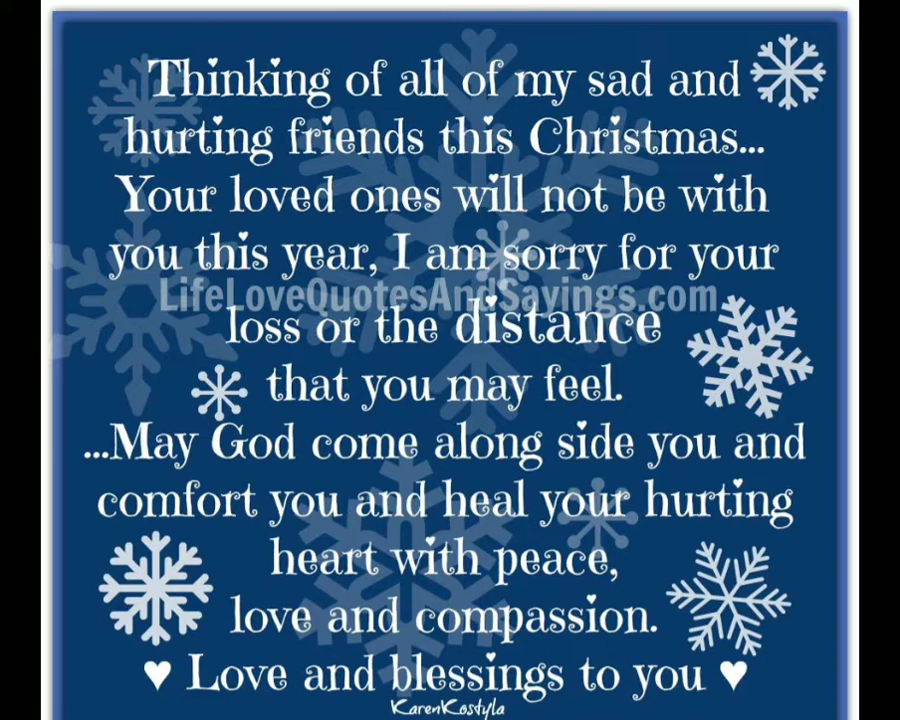 Thinking of all of my sad and
hurting friends this Christmas...
Your loved ones will not be with
you this year, I am sorry for your
LifeLoveQuotesAndSayings.com
loss or the distance
that you may feel.
...May God come along side you and
comfort you and heal your hurting
heart with peace,
love and compassion.
♥ Love and blessings to you ♥
KarenKostyla